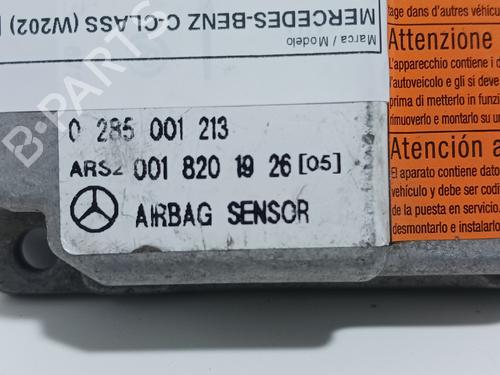 MERCEDES-BENZ C-CLASS (W202)
Marca / Modelo
B-PARTS
0 285 001 213
ARS2 001 820 19 26 [05]
AIRBAG SENSOR
tage dans d'autres véhicu
Attenzione
L'apparecchio contiene i d
l'autoveicolo e gli si deve
prima di metterlo in funzi
rimuoverlo e montarlo su un
Atención a
El aparato contiene dato
vehículo y debe ser codi
de la puesta en servicio.
desmontarlo e instalarlo